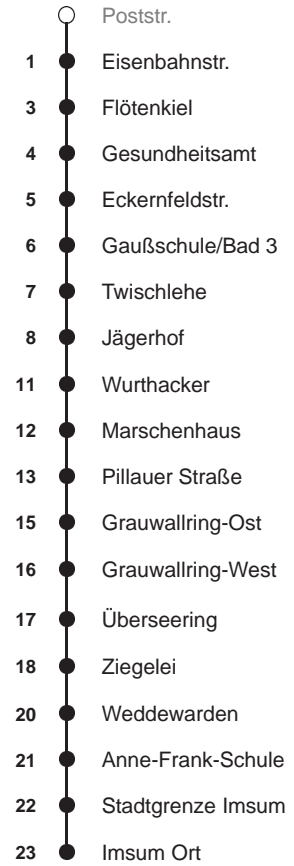 Poststr.
1 Eisenbahnstr.
3 Flötenkiel
4 Gesundheitsamt
5 Eckernfeldstr.
6 Gaußschule/Bad 3
7 Twischlehe
8 Jägerhof
11 Wurthacker
12 Marschenhaus
13 Pillauer Straße
15 Grauwallring-Ost
16 Grauwallring-West
17 Überseering
18 Ziegelei
20 Weddewarden
21 Anne-Frank-Schule
22 Stadtgrenze Imsum
23 Imsum Ort